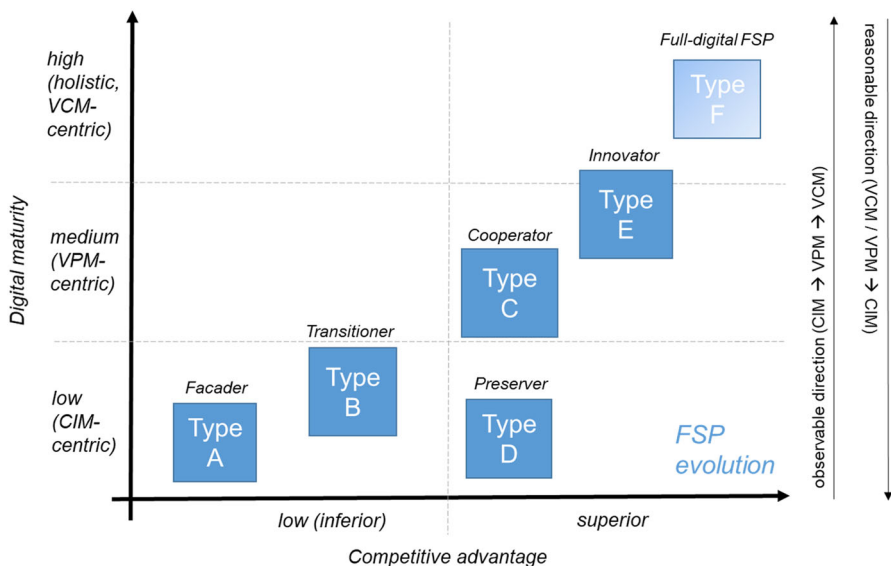 high
(holistic,
VCM-
centric)
medium
(VPM-
centric)
low
(CIM-
centric)
Digital maturity
Full-digital FSP
Type
F
Innovator
Type
E
Cooperator
Type
C
Transitioner
Type
B
Facader
Type
A
Preserver
Type
D
FSP
evolution
low (inferior)
superior
Competitive advantage
observable direction (CIM → VPM → VCM)
reasonable direction (VCM / VPM → CIM)